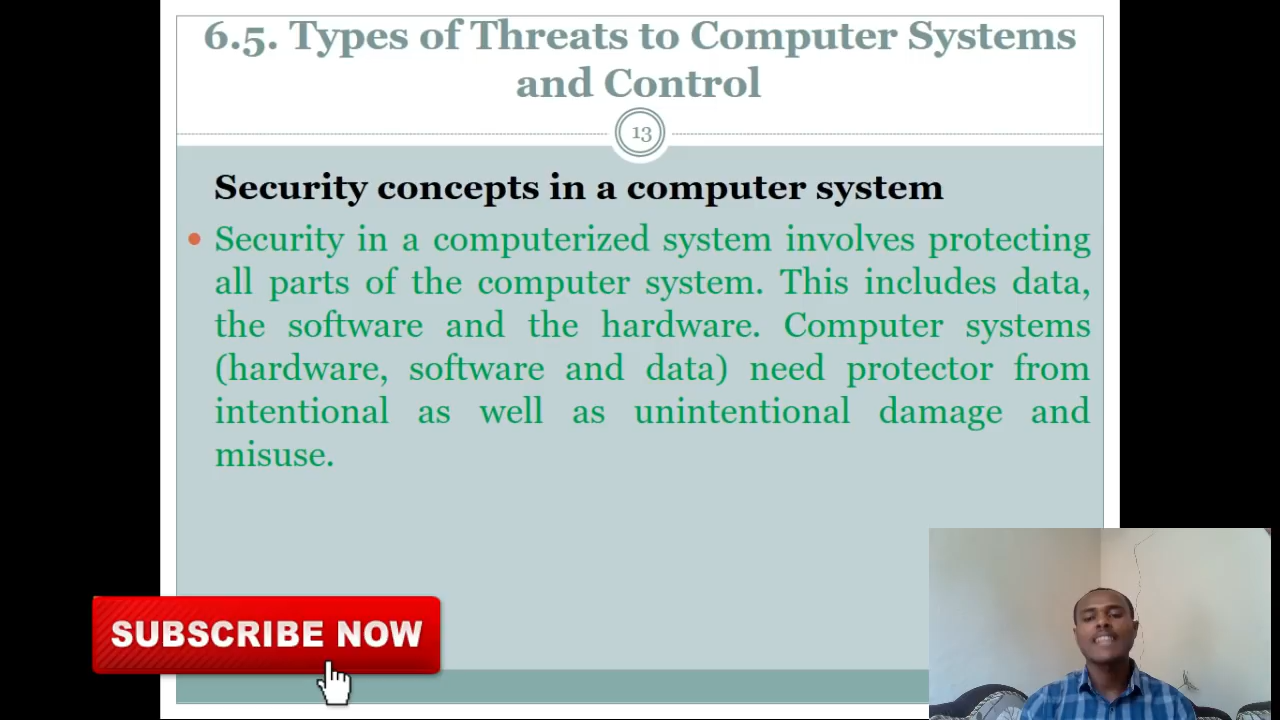 6.5. Types of Threats to Computer Systems
and Control
13
Security concepts in a computer system
• Security in a computerized system involves protecting
all parts of the computer system. This includes data,
the software and the hardware. Computer systems
(hardware, software and data) need protector from
intentional as well as unintentional damage and
misuse.
SUBSCRIBE NOW